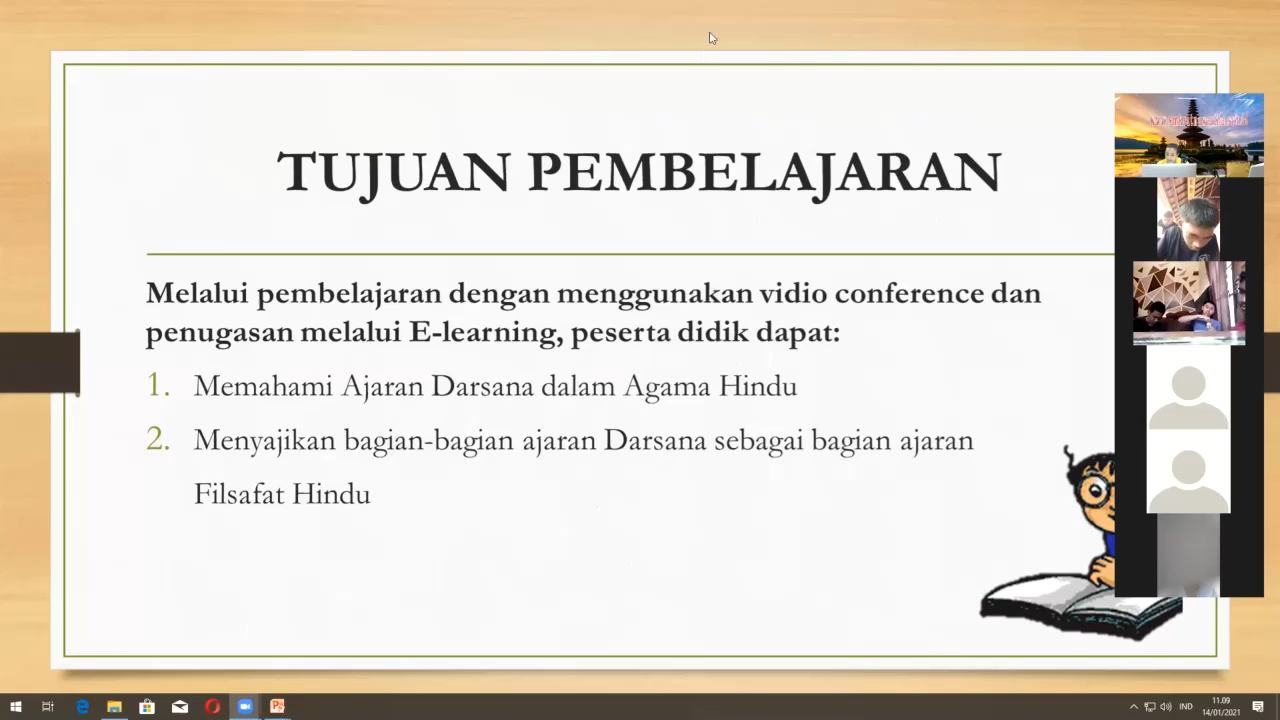 TUJUAN PEMBELAJARAN
Melalui pembelajaran dengan menggunakan vidio conference dan
penugasan melalui E-learning, peserta didik dapat:
1. Memahami Ajaran Darsana dalam Agama Hindu
2. Menyajikan bagian-bagian ajaran Darsana sebagai bagian ajaran
Filsafat Hindu
IND
11.09
14/01/2021